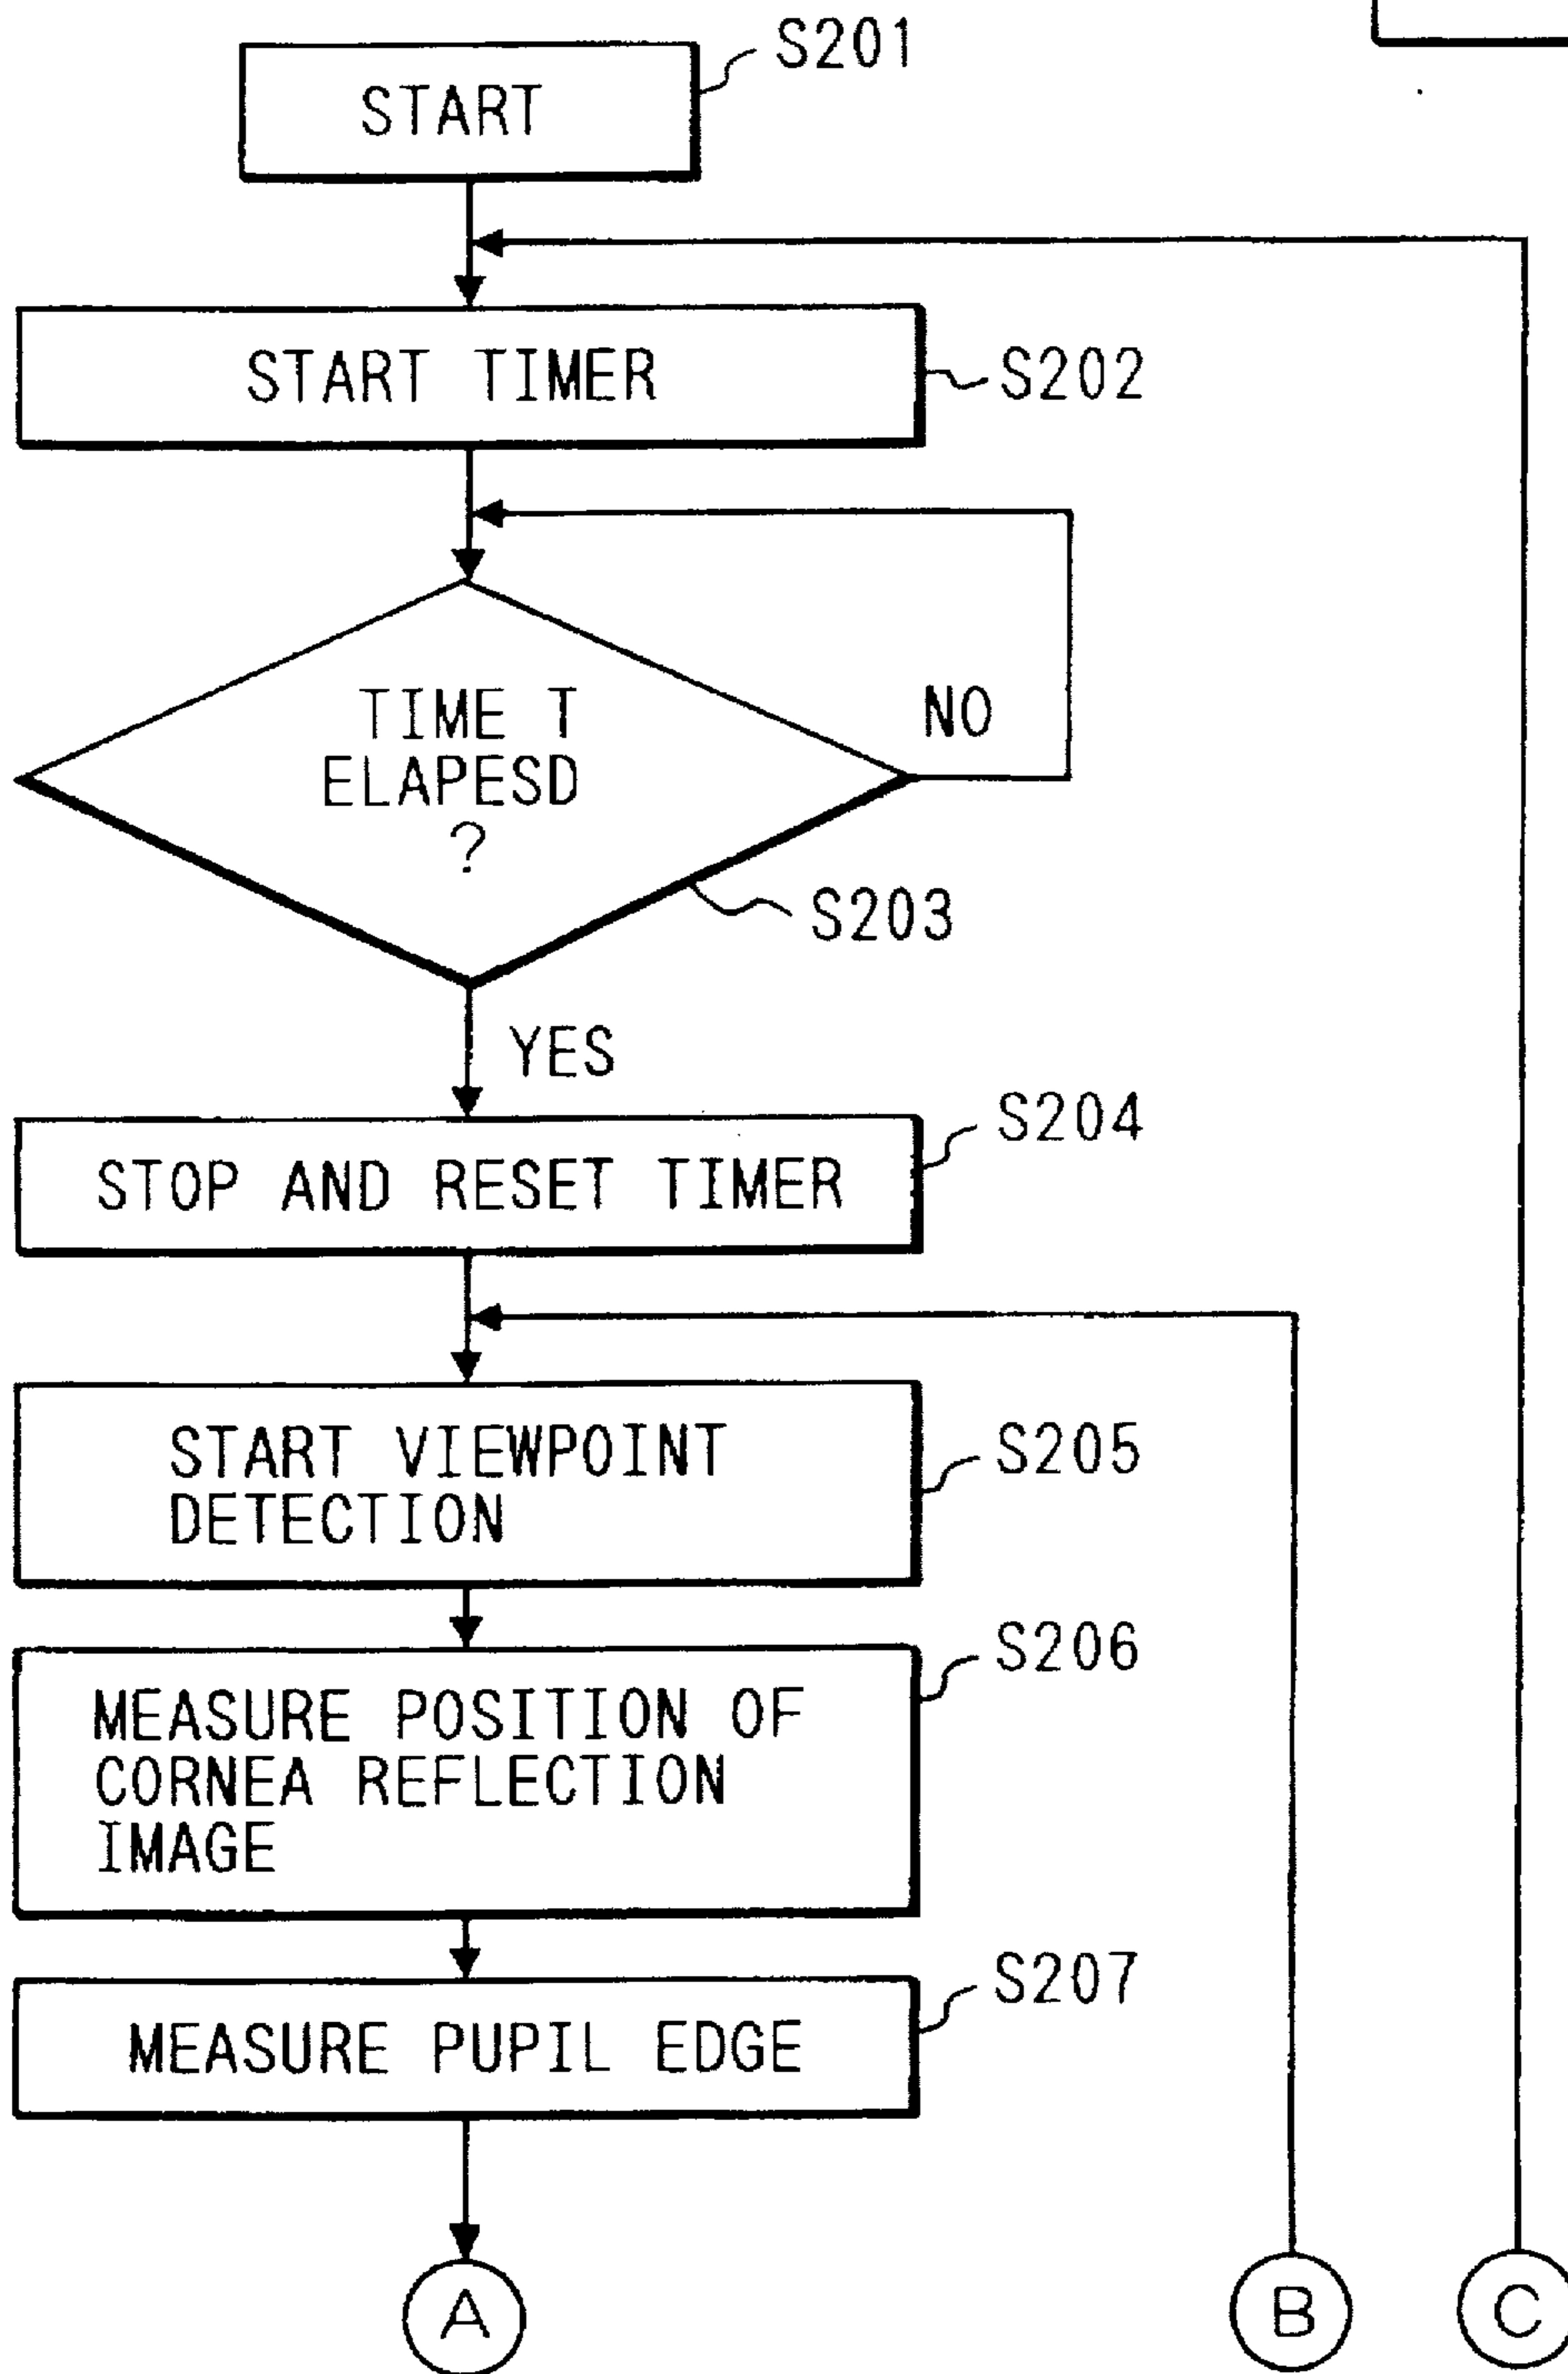 S201
START
START TIMER
S202
TIME T
ELAPESD
?
NO
S203
YES
S204
STOP AND RESET TIMER
START VIEWPOINT
DETECTION
S205
S206
MEASURE POSITION OF
CORNEA REFLECTION
IMAGE
S207
MEASURE PUPIL EDGE
A
B
C